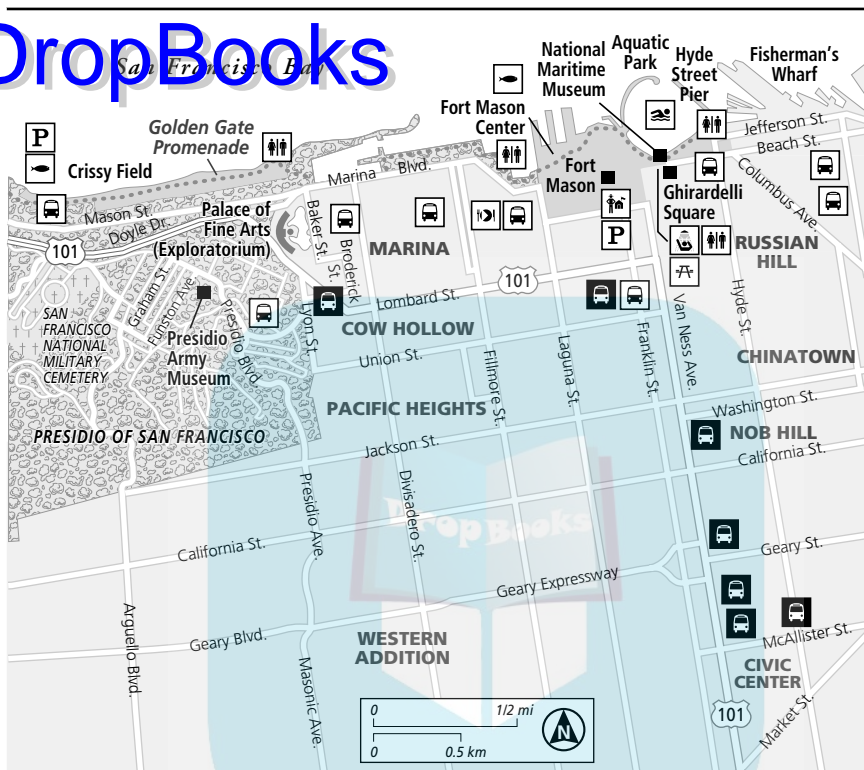 DropBooks
San Francisco Bay
National
Maritime
Museum
Aquatic
Park
Hyde
Street
Pier
Fisherman's
Wharf
Fort Mason
Center
Golden Gate
Promenade
P
Crissy Field
Jefferson St.
Beach St.
Columbus Ave.
Marina Blvd.
Fort
Mason
P
Ghirardelli
Square
Mason St.
Doyle Dr.
101
Palace of
Fine Arts
(Exploratorium)
Baker St.
Broderick St.
MARINA
RUSSIAN
HILL
101
Lombard St.
Graham St
Funston Ave.
Presidio Blvd.
Lyon St.
SAN
FRANCISCO
NATIONAL
MILITARY
CEMETERY
Presidio
Army
Museum
COW HOLLOW
Union St.
Fillmore St.
Laguna St.
Franklin St.
Van Ness Ave.
Hyde St.
CHINATOWN
PACIFIC HEIGHTS
Washington St.
NOB HILL
PRESIDIO OF SAN FRANCISCO
Jackson St.
California St.
DropBooks
Presidio Ave.
Divisadero St.
California St.
Geary St.
Geary Expressway
Arguello Blvd.
Geary Blvd.
WESTERN
ADDITION
McAllister St.
CIVIC
CENTER
Masonic Ave.
Market St.
101
0 1/2 mi
0 0.5 km
N